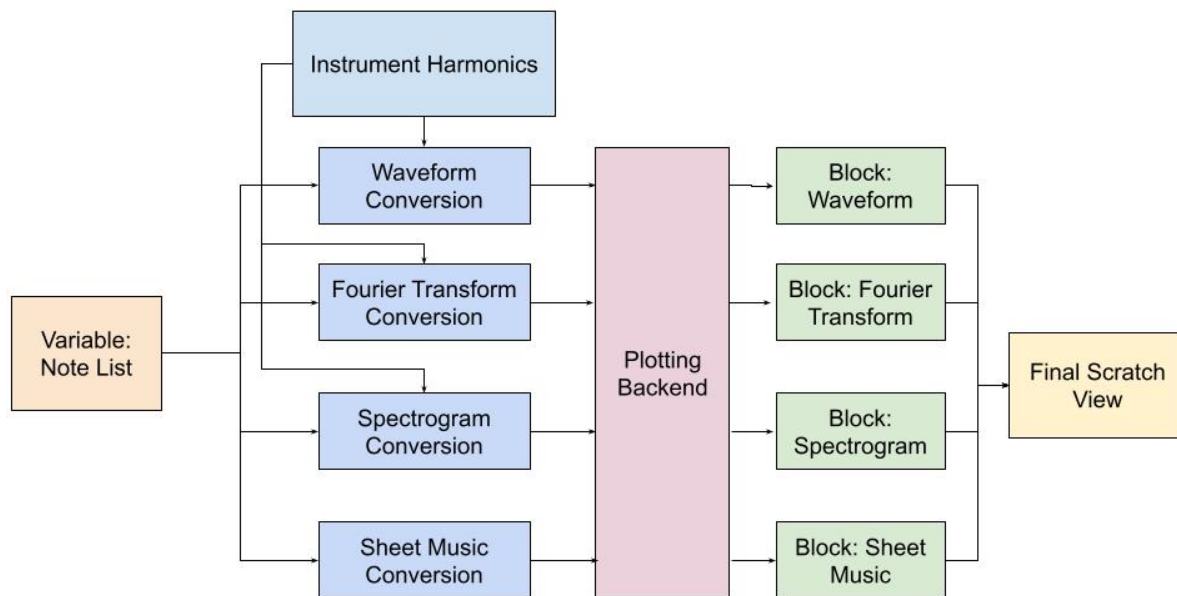 Instrument Harmonics
Waveform
Conversion
Fourier Transform
Conversion
Spectrogram
Conversion
Sheet Music
Conversion
Variable:
Note List
Plotting
Backend
Block:
Waveform
Block: Fourier
Transform
Block:
Spectrogram
Block: Sheet
Music
Final Scratch
View